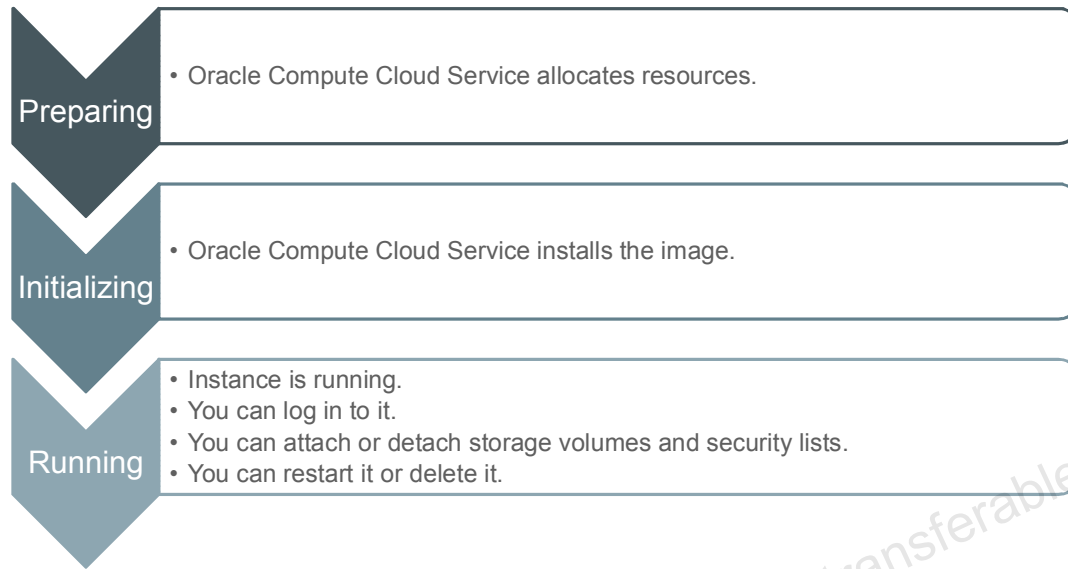 Preparing
• Oracle Compute Cloud Service allocates resources.
Initializing
• Oracle Compute Cloud Service installs the image.
Running
• Instance is running.
• You can log in to it.
• You can attach or detach storage volumes and security lists.
• You can restart it or delete it.